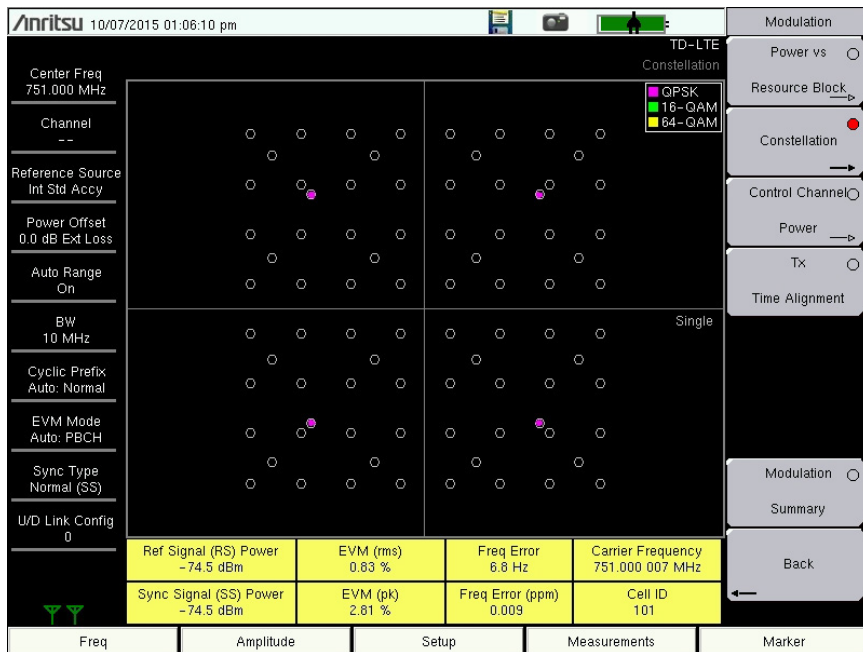 Anritsu 10/07/2015 01:06:10 pm
TD-LTE
Constellation
Center Freq
751.000 MHz
Channel
--
Reference Source
Int Std Accy
Power Offset
0.0 dB Ext Loss
Auto Range
On
BW
10 MHz
Cyclic Prefix
Auto: Normal
EVM Mode
Auto: PBCH
Sync Type
Normal (SS)
U/D Link Config
0
QPSK
16-QAM
64-QAM
Single
Ref Signal (RS) Power
-74.5 dBm
EVM (rms)
0.83 %
Freq Error
6.8 Hz
Carrier Frequency
751.000 007 MHz
Sync Signal (SS) Power
-74.5 dBm
EVM (pk)
2.81 %
Freq Error (ppm)
0.009
Cell ID
101
Modulation
Power vs
Resource Block
Constellation
Control Channel
Power
Tx
Time Alignment
Modulation
Summary
Back
Freq
Amplitude
Setup
Measurements
Marker